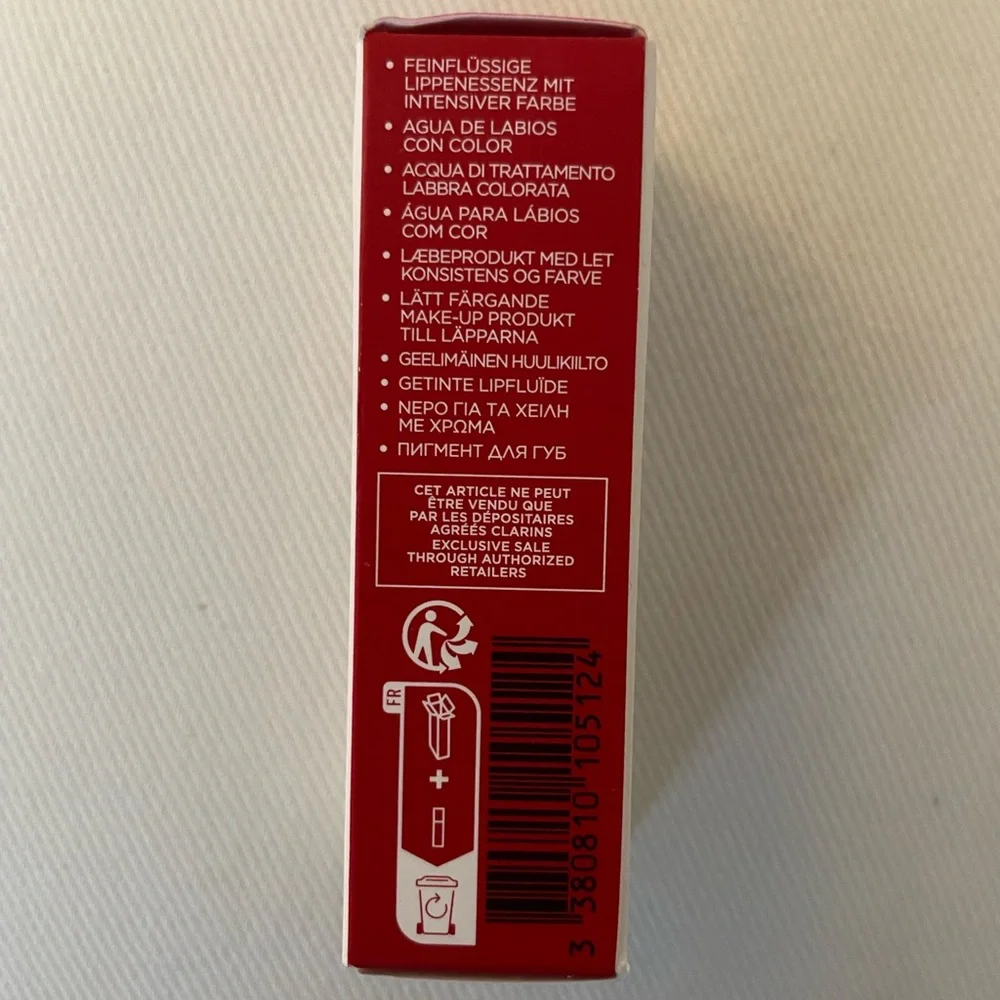 • FEINFLÜSSIGE
LIPPENESSENZ MIT
INTENSIVER FARBE
• AGUA DE LABIOS
CON COLOR
• ACQUA DI TRATTAMENTO
LABBRA COLORATA
• ÁGUA PARA LÁBIOS
COM COR
• LÆBEPRODUKT MED LET
KONSISTENS OG FARVE
• LÄTT FÄRGANDE
MAKE-UP PRODUKT
TILL LÄPPARNA
• GEELIMÄINEN HUULIKIILTO
• GETINTE LIPFLUÏDE
• ΝΕΡΟ ΓΙΑ ΤΑ ΧΕΙΛΗ
ΜΕ ΧΡΩΜΑ
• ПИГМЕНТ ДЛЯ ГУБ
CET ARTICLE NE PEUT
ÊTRE VENDU QUE
PAR LES DÉPOSITAIRES
AGRÉÉS CLARINS
EXCLUSIVE SALE
THROUGH AUTHORIZED
RETAILERS
FR
+
3 380810 105124